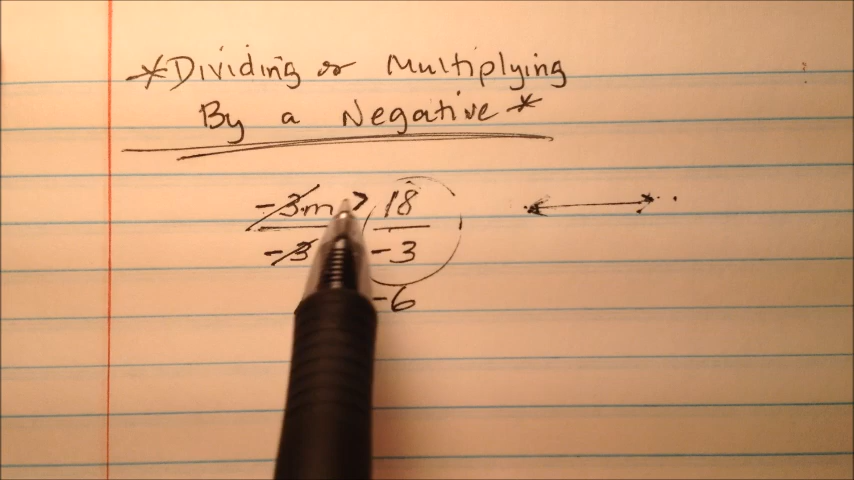 *Dividing or Multiplying
By a Negative*
-3m > 18
-3 -3
-6